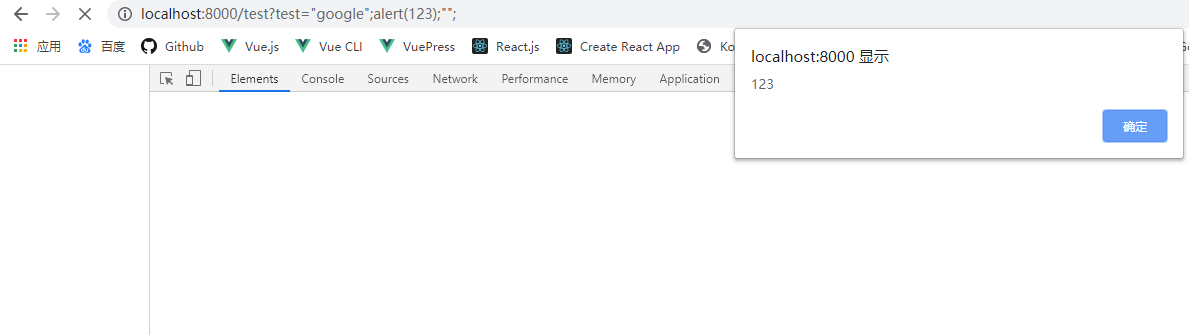 localhost:8000/test?test="google";alert(123);"";
应用 百度 Github Vue.js Vue CLI VuePress React.js Create React App
localhost:8000 显示
123
确定
Elements Console Sources Network Performance Memory Application